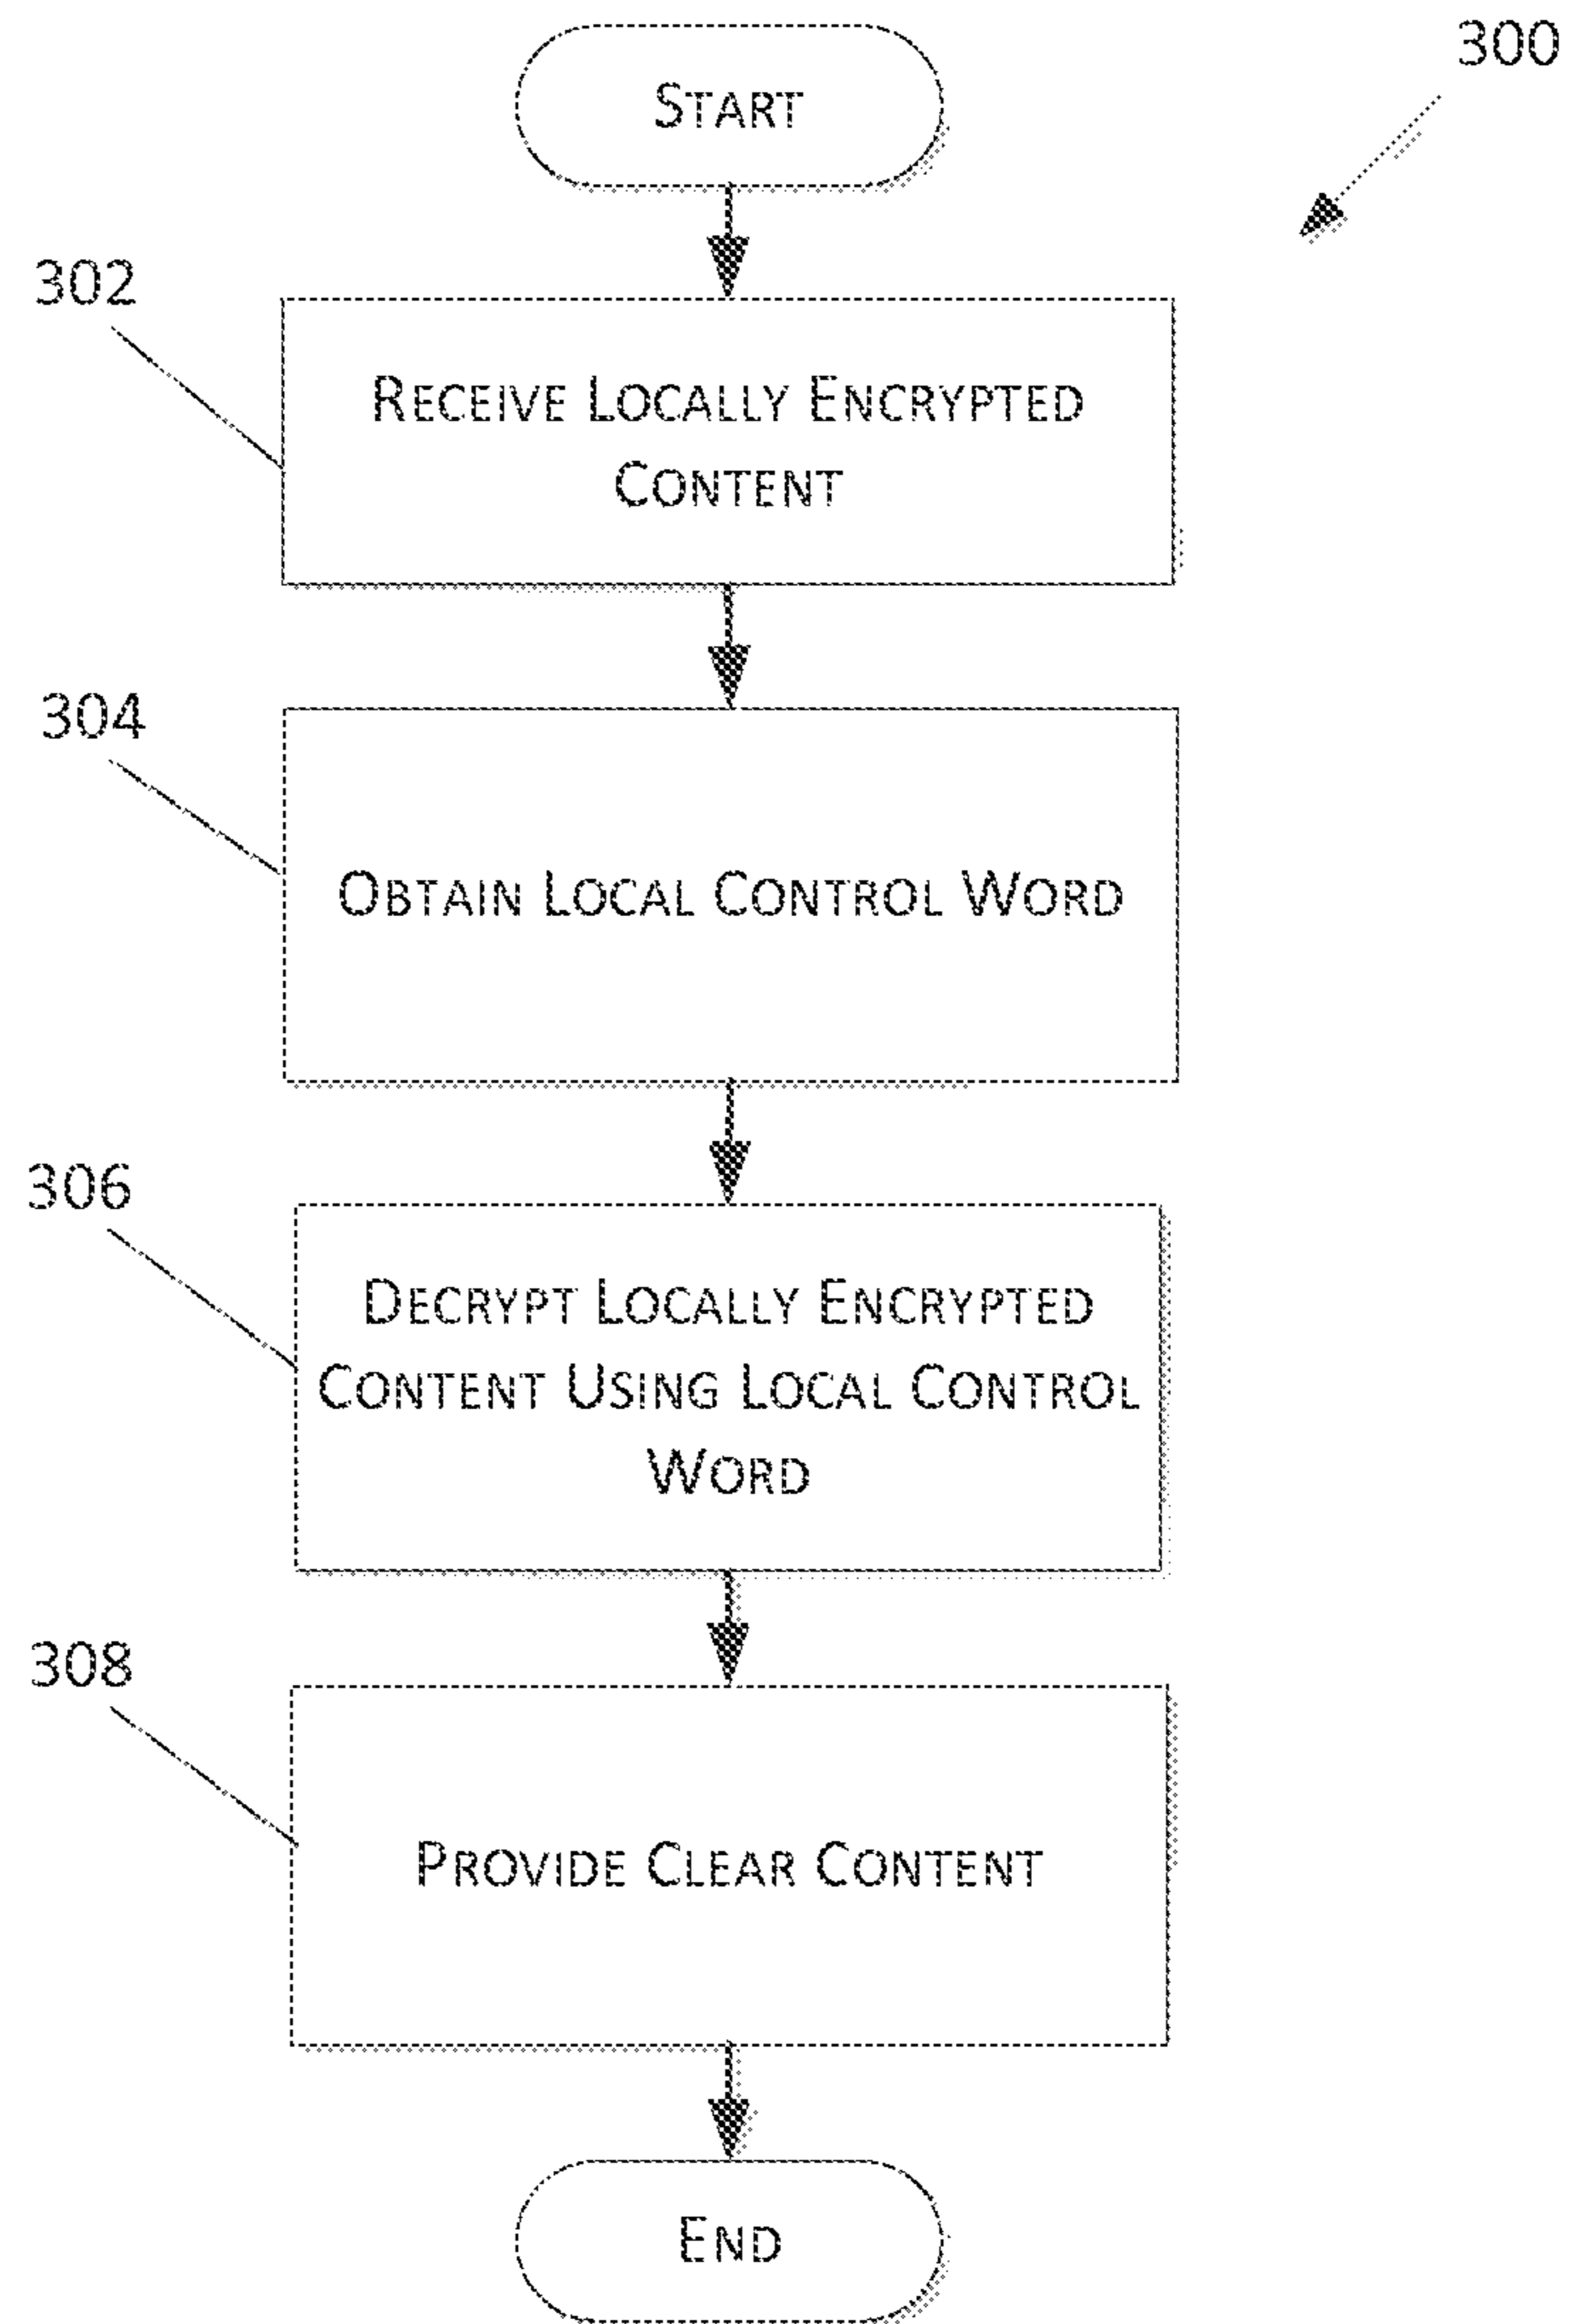 START
300
302
RECEIVE LOCALLY ENCRYPTED
CONTENT
304
OBTAIN LOCAL CONTROL WORD
306
DECRYPT LOCALLY ENCRYPTED
CONTENT USING LOCAL CONTROL
WORD
308
PROVIDE CLEAR CONTENT
END